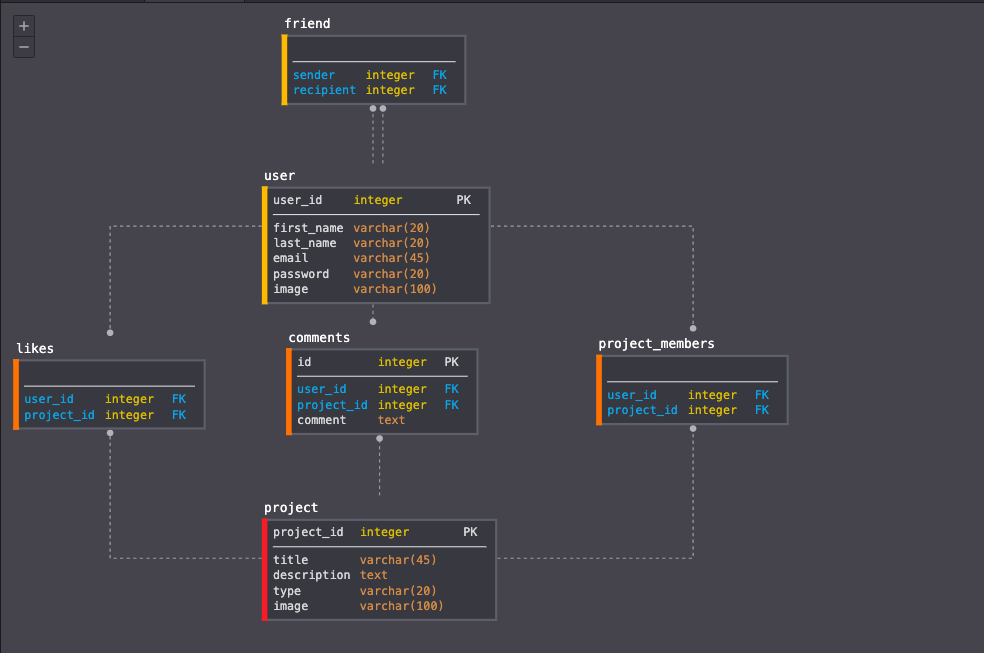 +
−
friend
sender integer FK
recipient integer FK
user
user_id integer PK
first_name varchar(20)
last_name varchar(20)
email varchar(45)
password varchar(20)
image varchar(100)
likes
user_id integer FK
project_id integer FK
comments
id integer PK
user_id integer FK
project_id integer FK
comment text
project_members
user_id integer FK
project_id integer FK
project
project_id integer PK
title varchar(45)
description text
type varchar(20)
image varchar(100)